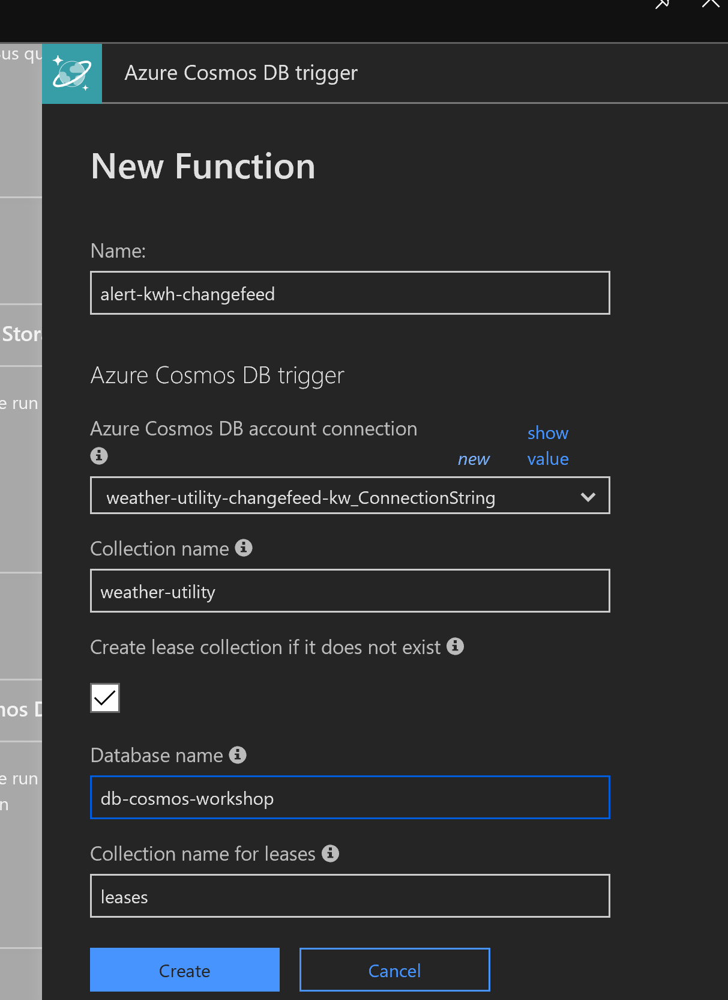 Azure Cosmos DB trigger
New Function
Name:
alert-kwh-changefeed
Azure Cosmos DB trigger
Azure Cosmos DB account connection
new show value
weather-utility-changefeed-kw_ConnectionString
Collection name
weather-utility
Create lease collection if it does not exist
Database name
db-cosmos-workshop
Collection name for leases
leases
Create Cancel
us qu
Stor
e run
nos D
e run
n